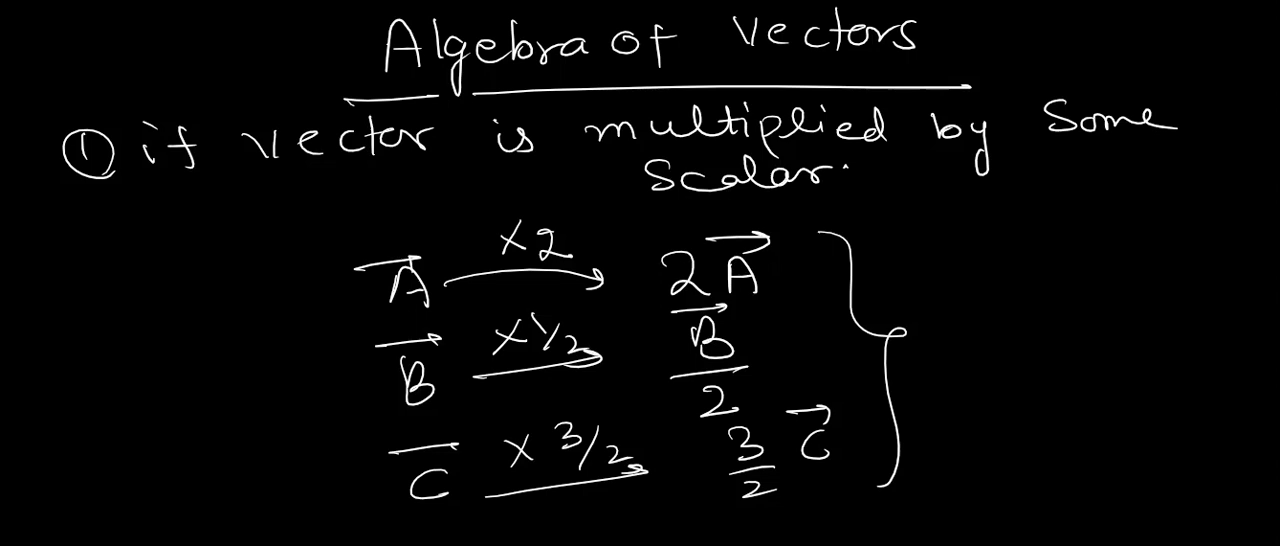 Algebra of Vectors
① if vector is multiplied by some
scalar.
A⃗ ×2 → 2A⃗
B⃗ ×1/2 → B⃗/2
C⃗ ×3/2 → 3/2 C⃗